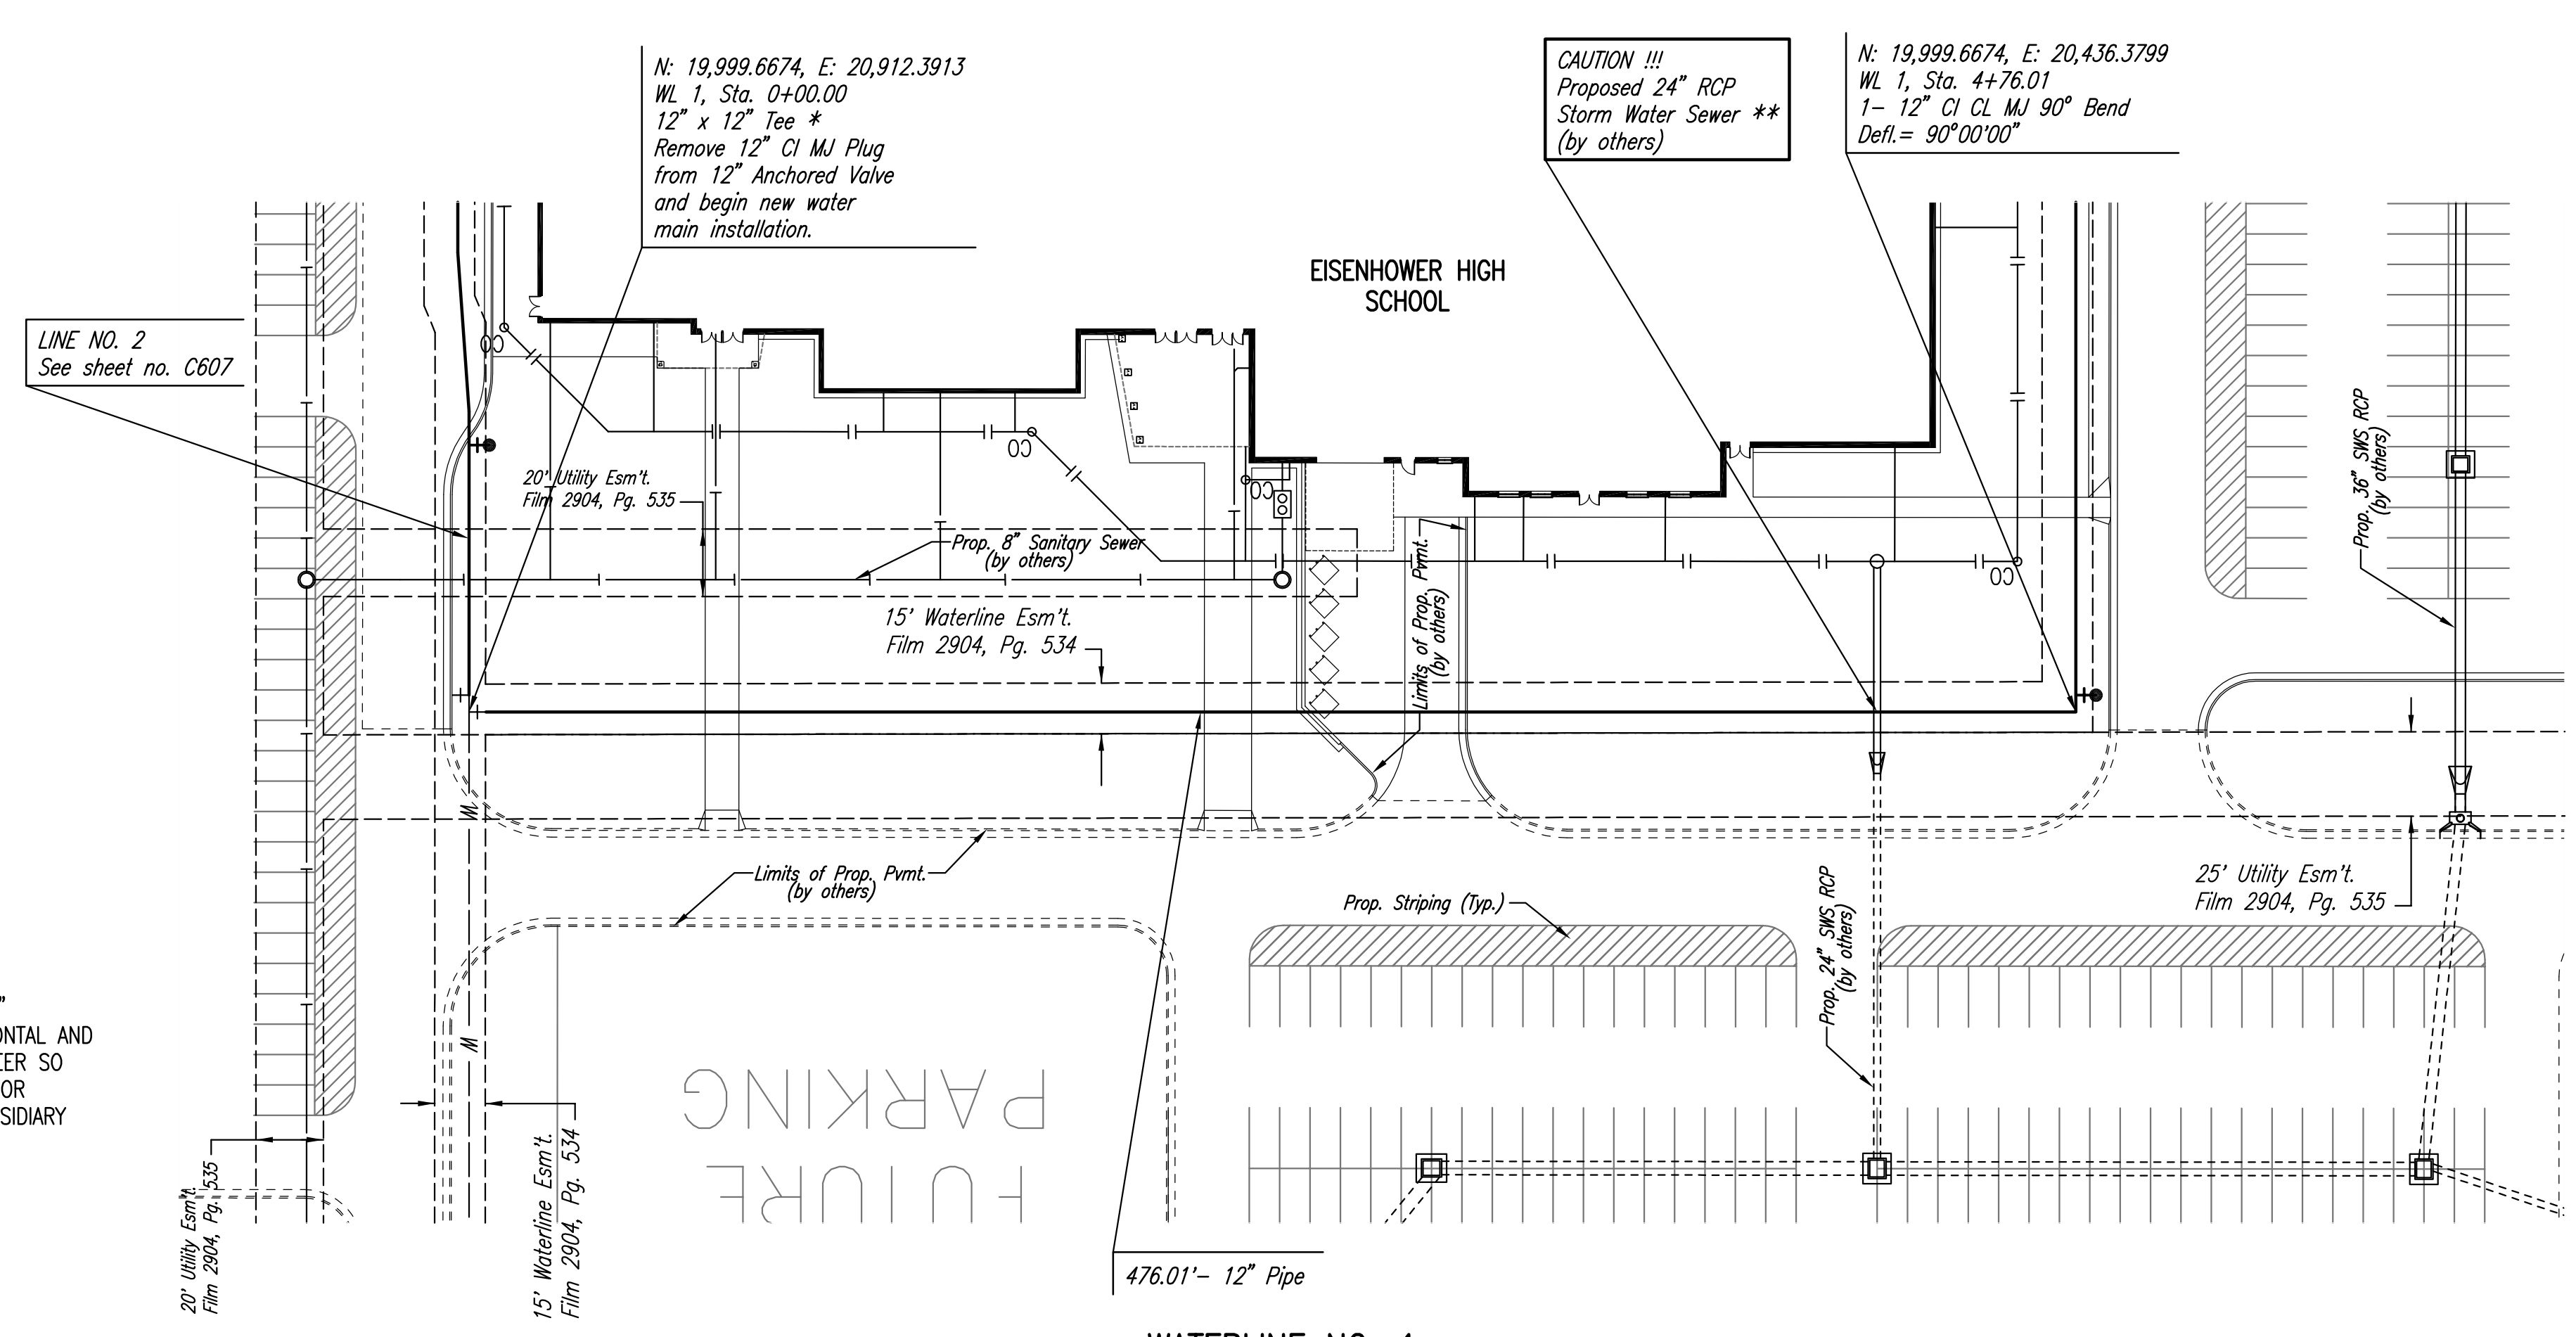 N: 19,999.6674, E: 20,912.3913
WL 1, Sta. 0+00.00
12" x 12" Tee *
Remove 12" CI MJ Plug
from 12" Anchored Valve
and begin new water
main installation.
CAUTION !!!
Proposed 24" RCP
Storm Water Sewer **
(by others)
N: 19,999.6674, E: 20,436.3799
WL 1, Sta. 4+76.01
1- 12" CI CL MJ 90° Bend
Defl.= 90°00'00"
EISENHOWER HIGH
SCHOOL
LINE NO. 2
See sheet no. C607
CO
CO
CO
CO
20' Utility Esm't.
Film 2904, Pg. 535
Prop. 8" Sanitary Sewer
(by others)
15' Waterline Esm't.
Film 2904, Pg. 534
Limits of Prop. Pvmt.
(by others)
Prop. 36" SWS RCP
(by others)
W
W
Limits of Prop. Pvmt.
(by others)
Prop. Striping (Typ.)
Prop. 24" SWS RCP
(by others)
25' Utility Esm't.
Film 2904, Pg. 535
"
ONTAL AND
EER SO
OR
SIDIARY
FUTURE
PARKING
20' Utility Esm't.
Film 2904, Pg. 535
15' Waterline Esm't.
Film 2904, Pg. 534
476.01'- 12" Pipe
WATERLINE NO.